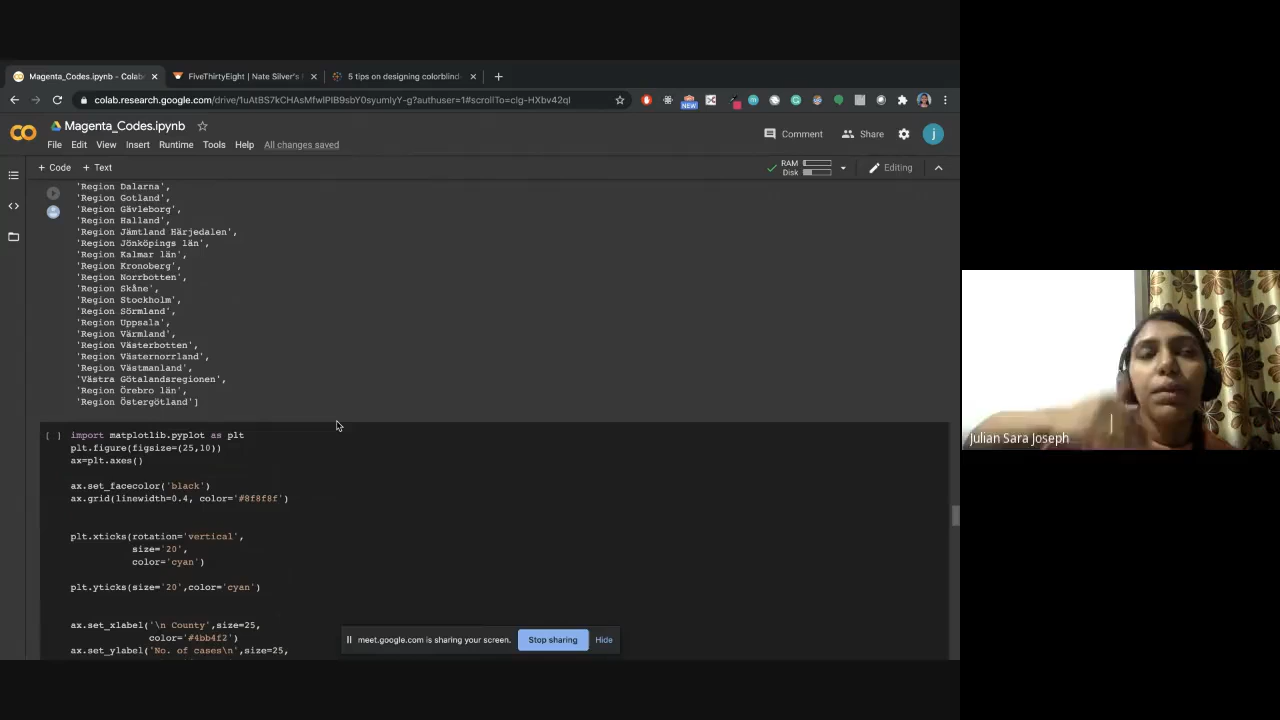 Magenta_Codes.ipynb - Colab
FiveThirtyEight | Nate Silver's
5 tips on designing colorblind
colab.research.google.com/drive/1uAtBS7kCHAsMfwlPIB9sbY0syumIyY-g?authuser=1#scrollTo=cIg-HXbv42ql
NEW
Magenta_Codes.ipynb
Comment
Share
j
File Edit View Insert Runtime Tools Help All changes saved
+ Code + Text
RAM
Disk
Editing
'Region Dalarna',
'Region Gotland',
'Region Gävleborg',
'Region Halland',
'Region Jämtland Härjedalen',
'Region Jönköpings län',
'Region Kalmar län',
'Region Kronoberg',
'Region Norrbotten',
'Region Skåne',
'Region Stockholm',
'Region Sörmland',
'Region Uppsala',
'Region Värmland',
'Region Västerbotten',
'Region Västernorrland',
'Region Västmanland',
'Västra Götalandsregionen',
'Region Örebro län',
'Region Östergötland']
[ ] import matplotlib.pyplot as plt
plt.figure(figsize=(25,10))
ax=plt.axes()
ax.set_facecolor('black')
ax.grid(linewidth=0.4, color='#8f8f8f')
plt.xticks(rotation='vertical',
size='20',
color='cyan')
plt.yticks(size='20',color='cyan')
ax.set_xlabel('\n County',size=25,
color='#4bb4f2')
ax.set_ylabel('No. of cases\n',size=25,
meet.google.com is sharing your screen.
Stop sharing
Hide
Julian Sara Joseph